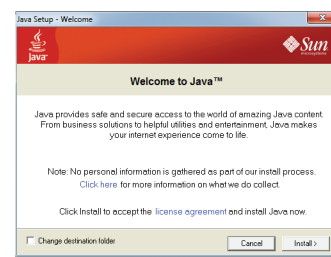 Java Setup - Welcome
Java™
Sun
microsystems
Welcome to Java™
Java provides safe and secure access to the world of amazing Java content.
From business solutions to helpful utilities and entertainment, Java makes
your internet experience come to life.
Note: No personal information is gathered as part of our install process.
Click here for more information on what we do collect.
Click Install to accept the license agreement and install Java now.
Change destination folder
Cancel
Install >